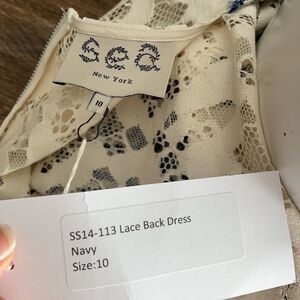 Sea
New York
10
SS14-113 Lace Back Dress
Navy
Size:10